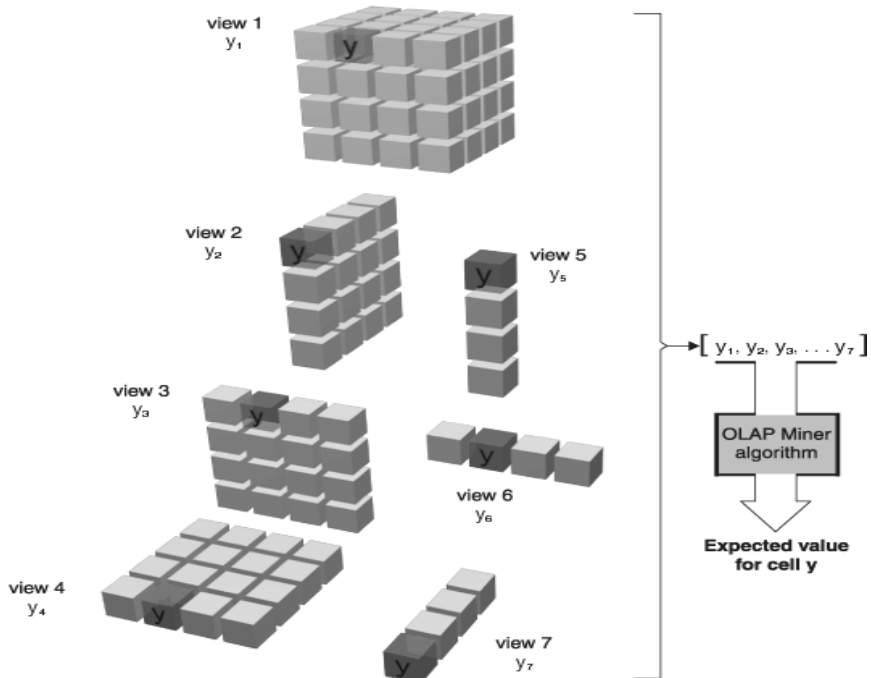 view 1
y₁
y
view 2
y₂
y
view 5
y₅
y
view 3
y₃
y
view 6
y₆
y
view 4
y₄
y
view 7
y₇
y
[ y₁, y₂, y₃, . . . y₇ ]
OLAP Miner
algorithm
Expected value
for cell y